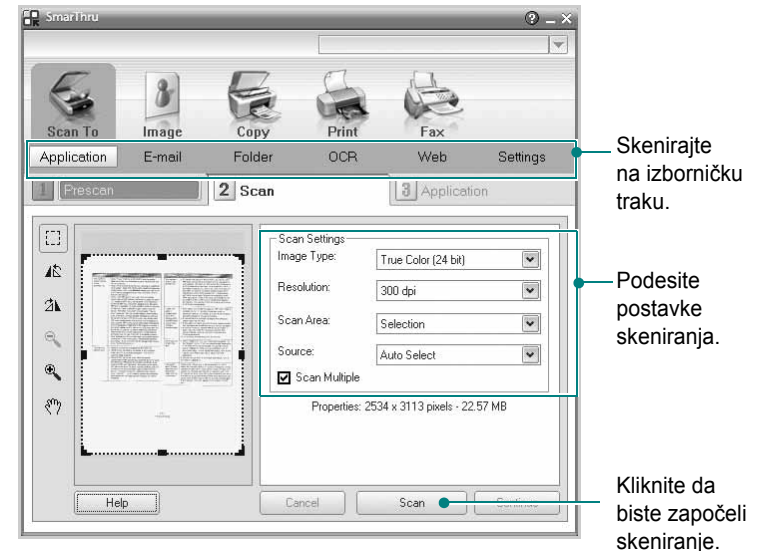 SmarThru
Scan To Image Copy Print Fax
Application E-mail Folder OCR Web Settings
Skenirajte
na izborničku
traku.
1 Prescan 2 Scan 3 Application
Scan Settings
Image Type: True Color (24 bit)
Resolution: 300 dpi
Scan Area: Selection
Source: Auto Select
Scan Multiple
Properties: 2534 x 3113 pixels - 22.57 MB
Podesite
postavke
skeniranja.
Help Cancel Scan Continue
Kliknite da
biste započeli
skeniranje.